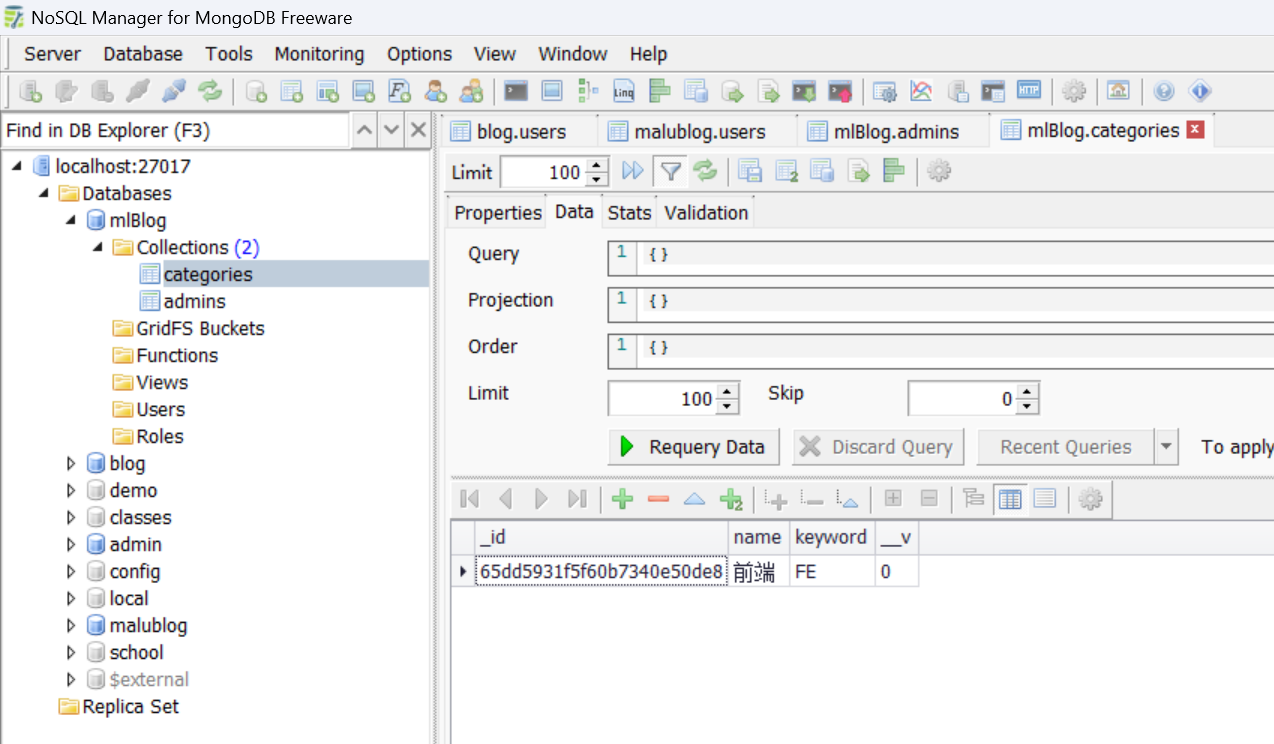 NoSQL Manager for MongoDB Freeware
Server Database Tools Monitoring Options View Window Help
Find in DB Explorer (F3)
localhost:27017
Databases
mlBlog
Collections (2)
categories
admins
GridFS Buckets
Functions
Views
Users
Roles
blog
demo
classes
admin
config
local
malublog
school
$external
Replica Set
blog.users malublog.users mlBlog.admins mlBlog.categories
Limit 100
Properties Data Stats Validation
Query 1 {}
Projection 1 {}
Order 1 {}
Limit 100 Skip 0
Requery Data Discard Query Recent Queries To apply
_id name keyword __v
65dd5931f5f60b7340e50de8 前端 FE 0